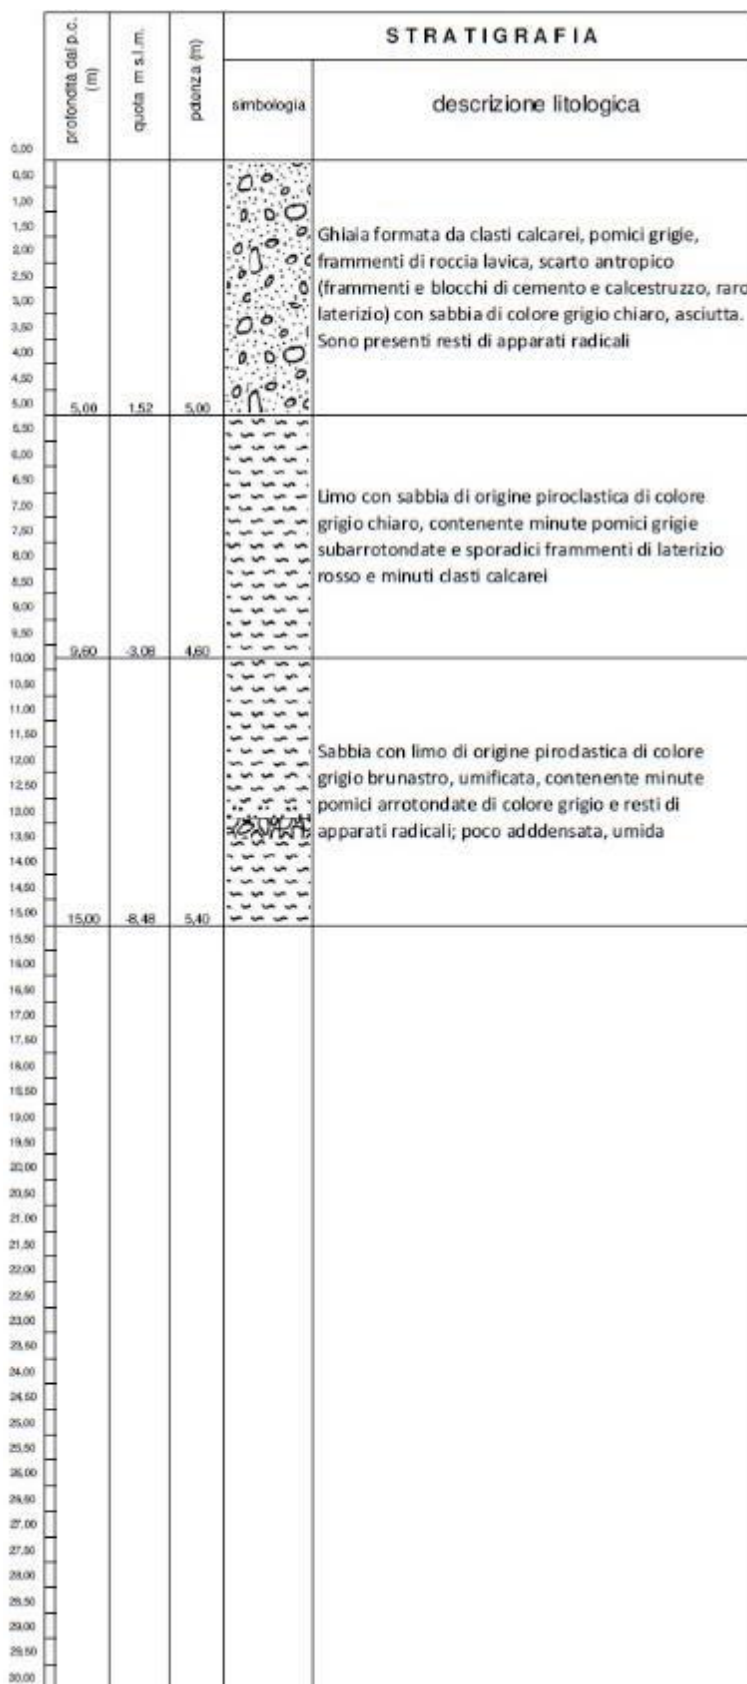 STRATIGRAFIA
profondità dal p.c. (m)
quota m s.l.m.
potenza (m)
simbologia
descrizione litologica
0,00
0,50
1,00
1,50
2,00
2,50
3,00
3,50
4,00
4,50
5,00
5,00 1,52 5,00
Ghiaia formata da clasti calcarei, pomici grigie,
frammenti di roccia lavica, scarto antropico
(frammenti e blocchi di cemento e calcestruzzo, raro
laterizio) con sabbia di colore grigio chiaro, asciutta.
Sono presenti resti di apparati radicali
5,50
6,00
6,50
7,00
7,50
8,00
8,50
9,00
9,50
10,00
9,60 -3,08 4,60
Limo con sabbia di origine piroclastica di colore
grigio chiaro, contenente minute pomici grigie
subarrotondate e sporadici frammenti di laterizio
rosso e minuti clasti calcarei
10,50
11,00
11,50
12,00
12,50
13,00
13,50
14,00
14,50
15,00
15,00 -8,48 5,40
Sabbia con limo di origine piroclastica di colore
grigio brunastro, umificata, contenente minute
pomici arrotondate di colore grigio e resti di
apparati radicali; poco adddensata, umida
15,50
16,00
16,50
17,00
17,50
18,00
18,50
19,00
19,50
20,00
20,50
21,00
21,50
22,00
22,50
23,00
23,50
24,00
24,50
25,00
25,50
26,00
26,50
27,00
27,50
28,00
28,50
29,00
29,50
30,00